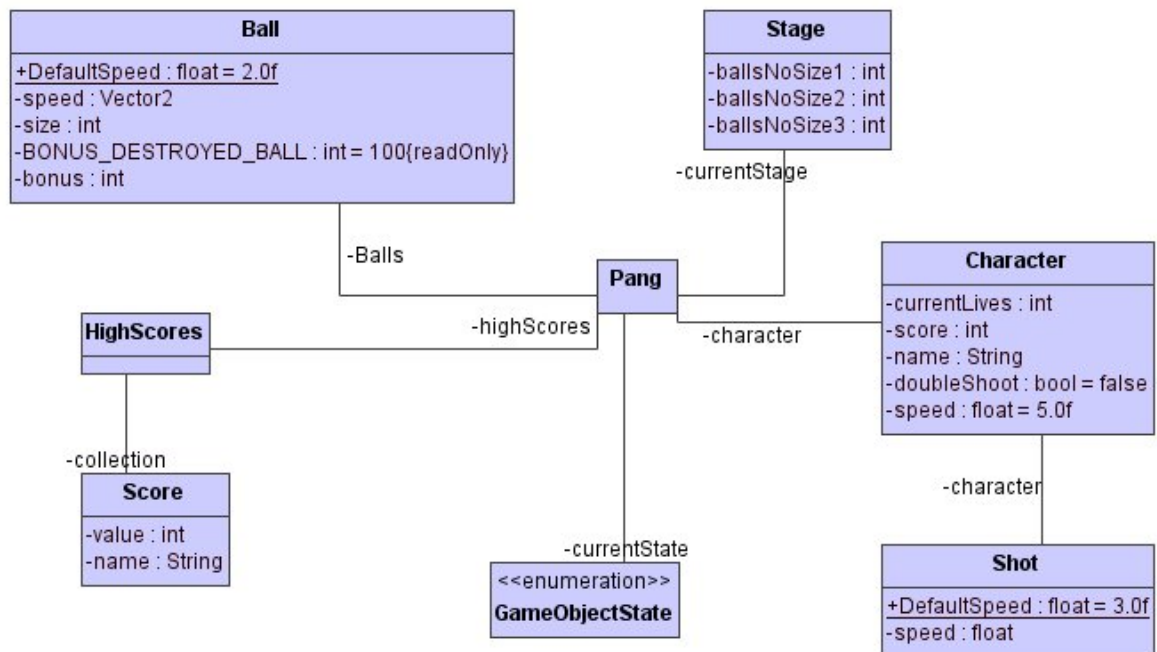 Ball
+DefaultSpeed : float = 2.0f
-speed : Vector2
-size : int
-BONUS_DESTROYED_BALL : int = 100{readOnly}
-bonus : int
Stage
-ballsNoSize1 : int
-ballsNoSize2 : int
-ballsNoSize3 : int
-currentStage
-Balls
Pang
Character
-currentLives : int
-score : int
-name : String
-doubleShoot : bool = false
-speed : float = 5.0f
-highScores
-character
HighScores
-collection
Score
-value : int
-name : String
-currentState
<<enumeration>>
GameObjectState
-character
Shot
+DefaultSpeed : float = 3.0f
-speed : float